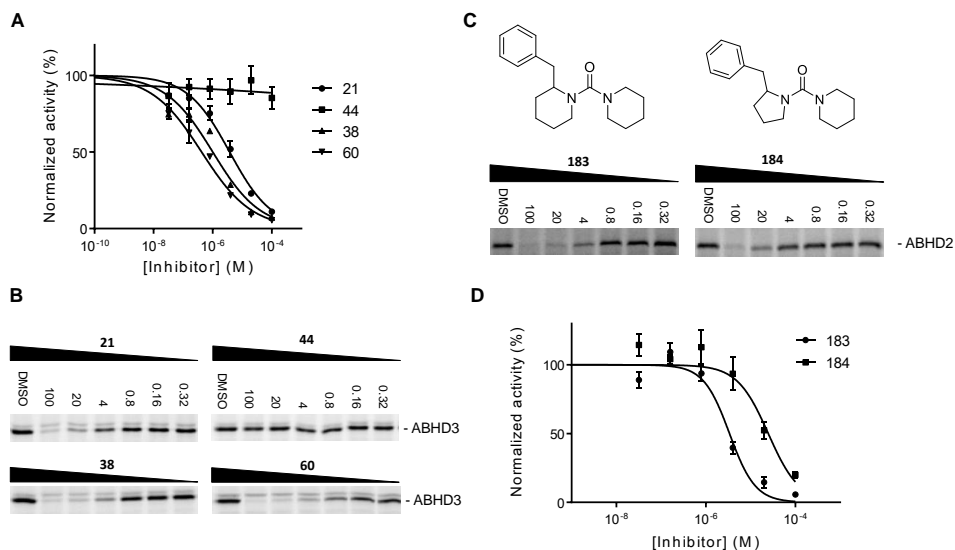 A
Normalized activity (%)
100
50
0
10-10
10-8
10-6
10-4
[Inhibitor] (M)
21
44
38
60
B
21
DMSO
100
20
4
0.8
0.16
0.32
- ABHD3
44
DMSO
100
20
4
0.8
0.16
0.32
38
- ABHD3
60
C
O
N
N
O
N
N
183
DMSO
100
20
4
0.8
0.16
0.32
184
DMSO
100
20
4
0.8
0.16
0.32
- ABHD2
D
Normalized activity (%)
100
50
0
10-8
10-6
10-4
[Inhibitor] (M)
183
184